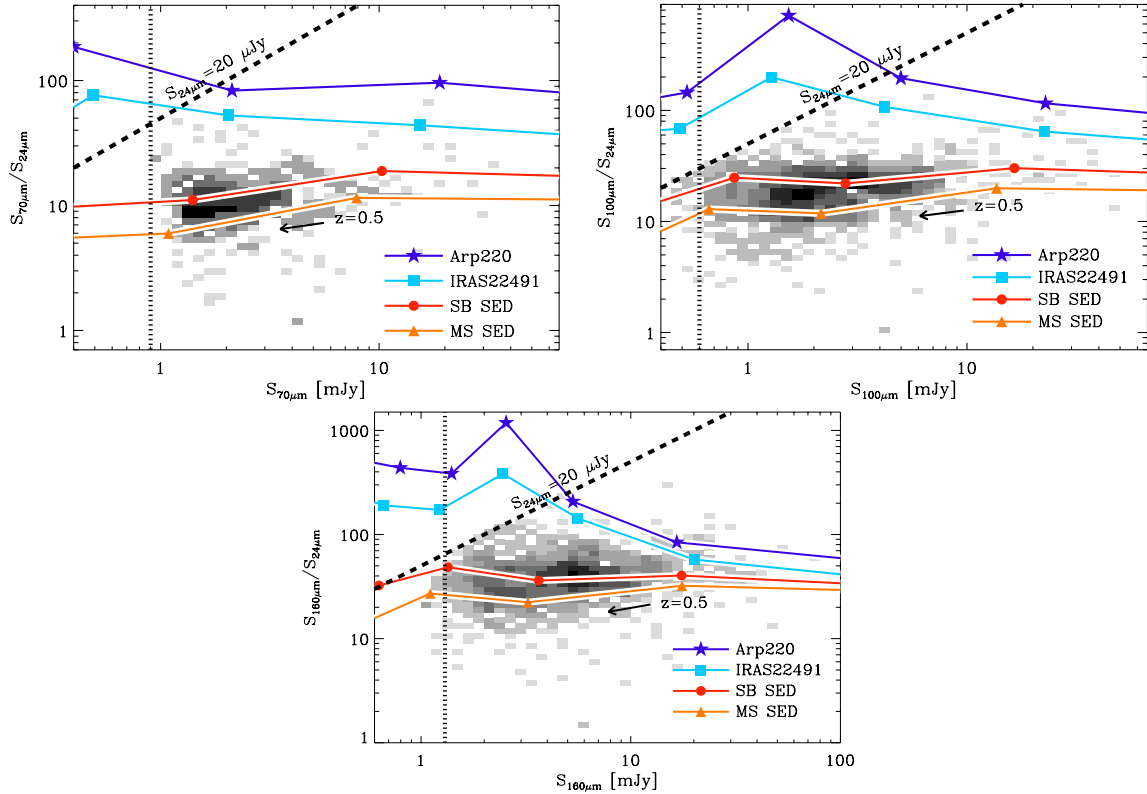 S70μm/S24μm
100
10
1
S24μm=20 μJy
z=0.5
Arp220
IRAS22491
SB SED
MS SED
1
10
S70μm [mJy]
S100μm/S24μm
100
10
1
S24μm=20 μJy
z=0.5
Arp220
IRAS22491
SB SED
MS SED
1
10
S100μm [mJy]
S160μm/S24μm
1000
100
10
1
S24μm=20 μJy
z=0.5
Arp220
IRAS22491
SB SED
MS SED
1
10
100
S160μm [mJy]